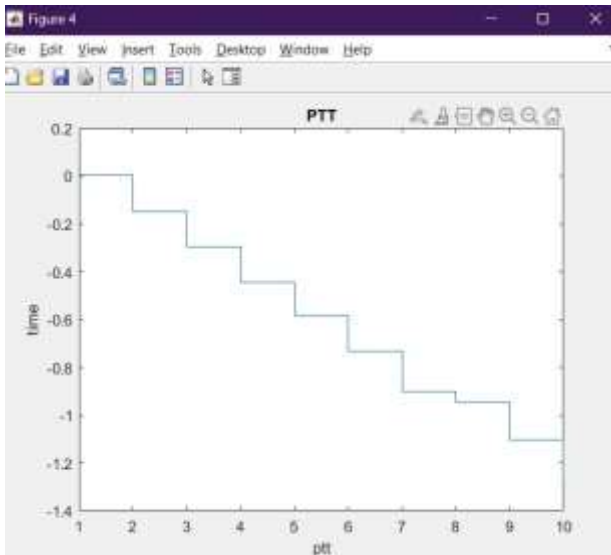 Figure 4
File Edit View Insert Tools Desktop Window Help
PTT
0.2
0
-0.2
-0.4
-0.6
-0.8
-1
-1.2
-1.4
time
1 2 3 4 5 6 7 8 9 10
ptt